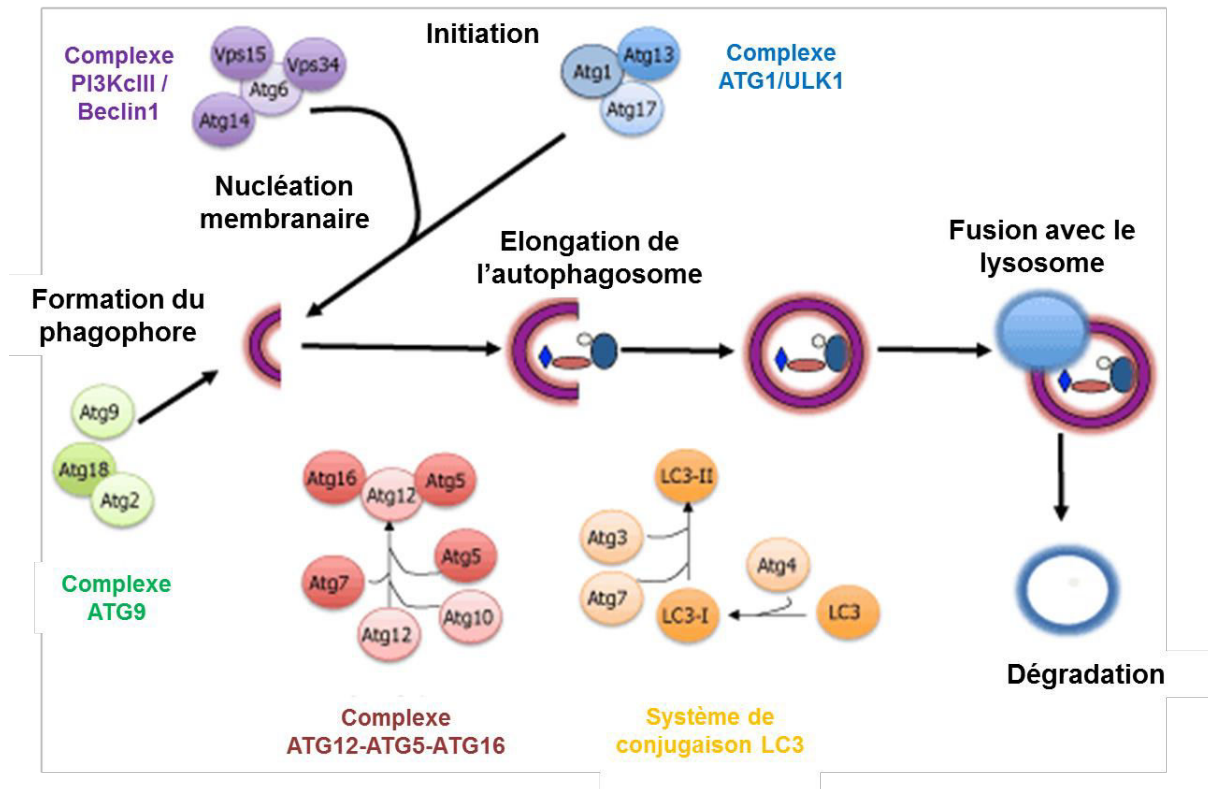 Initiation
Complexe
PI3KcIII /
Beclin1
Vps15
Vps34
Atg6
Atg14
Atg13
Atg1
Atg17
Complexe
ATG1/ULK1
Nucléation
membranaire
Formation du
phagophore
Elongation de
l'autophagosome
Fusion avec le
lysosome
Atg9
Atg18
Atg2
Complexe
ATG9
Atg16
Atg12
Atg5
Atg5
Atg7
Atg10
Atg12
Complexe
ATG12-ATG5-ATG16
LC3-II
Atg3
Atg7
Atg4
LC3-I
LC3
Système de
conjugaison LC3
Dégradation